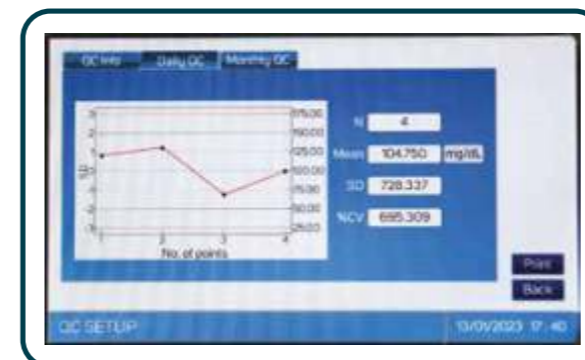 QC Info Daily QC Monthly QC
3
2
1
0
-1
-2
-3
SD
175.00
150.00
125.00
100.00
75.00
50.00
25.00
1 2 3 4
No. of points
N 4
Mean 104.750 mg/dL
SD 728.337
%CV 695.309
Print
Back
QC SETUP 13/01/2023 17:40